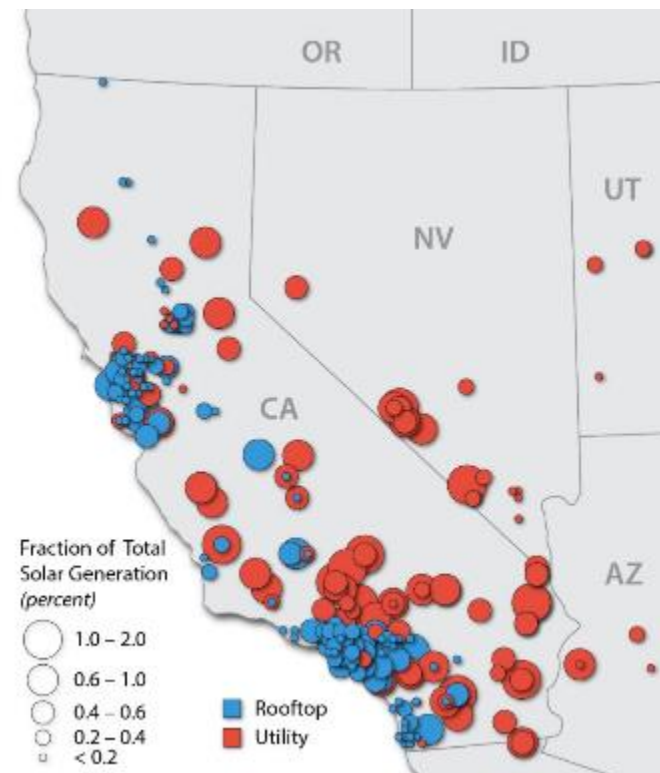 OR
ID
UT
NV
CA
AZ
Fraction of Total
Solar Generation
(percent)
1.0 – 2.0
0.6 – 1.0
0.4 – 0.6
0.2 – 0.4
< 0.2
Rooftop
Utility